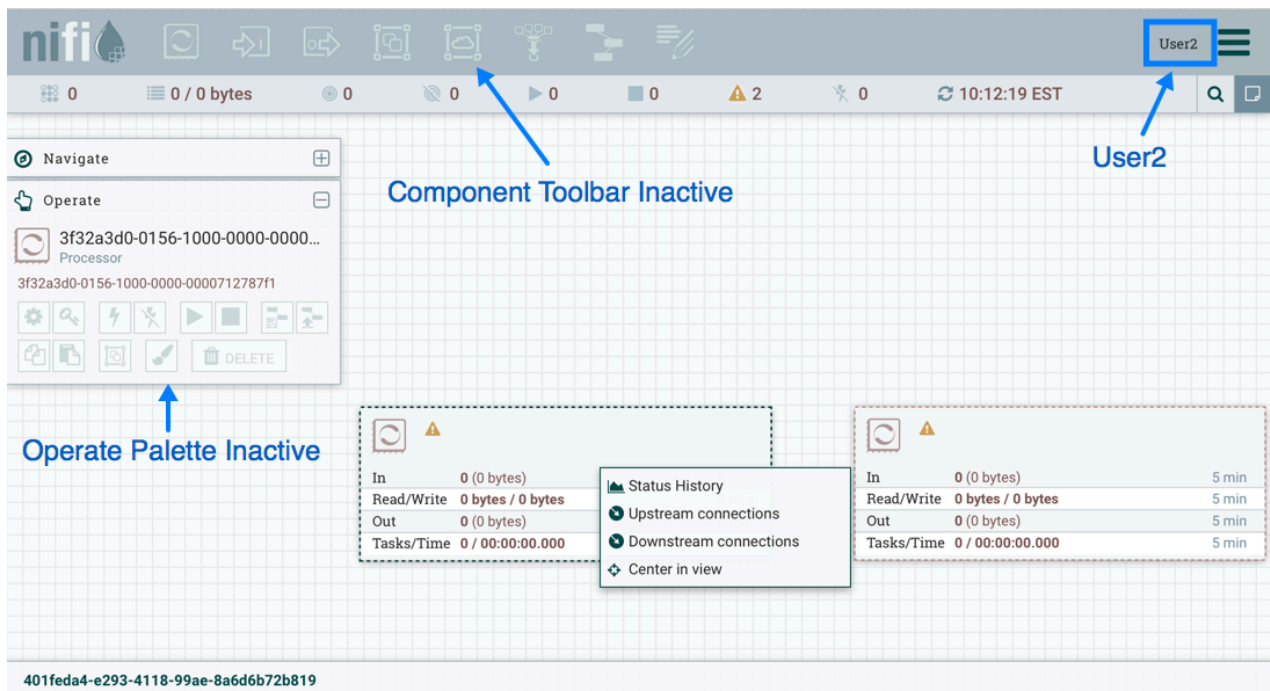 nifi
User2
0
0 / 0 bytes
0
0
0
0
2
0
10:12:19 EST
Navigate
User2
Component Toolbar Inactive
Operate
3f32a3d0-0156-1000-0000-0000...
Processor
3f32a3d0-0156-1000-0000-0000712787f1
DELETE
Operate Palette Inactive
In 0 (0 bytes)
Read/Write 0 bytes / 0 bytes
Out 0 (0 bytes)
Tasks/Time 0 / 00:00:00.000
Status History
Upstream connections
Downstream connections
Center in view
In 0 (0 bytes) 5 min
Read/Write 0 bytes / 0 bytes 5 min
Out 0 (0 bytes) 5 min
Tasks/Time 0 / 00:00:00.000 5 min
401feda4-e293-4118-99ae-8a6d6b72b819